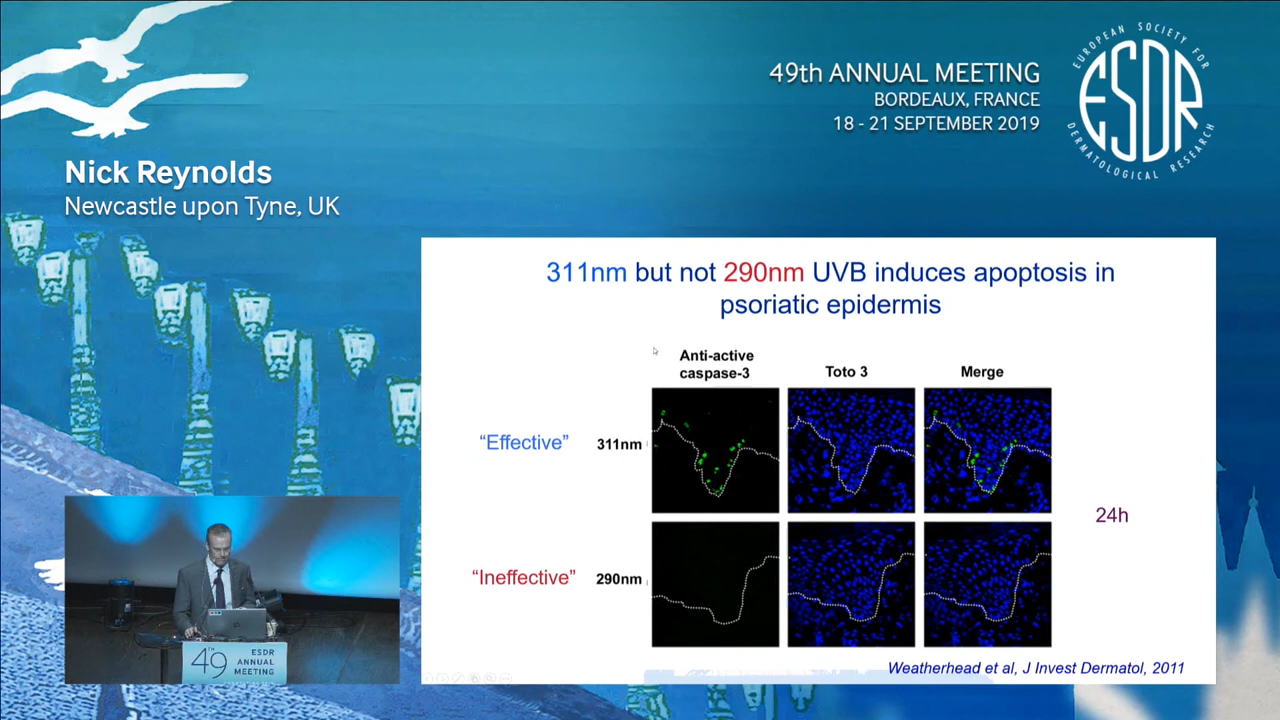 49th ANNUAL MEETING
BORDEAUX, FRANCE
18 - 21 SEPTEMBER 2019
EUROPEAN SOCIETY FOR
ESDR
DERMATOLOGICAL RESEARCH
Nick Reynolds
Newcastle upon Tyne, UK
311nm but not 290nm UVB induces apoptosis in
psoriatic epidermis
Anti-active
caspase-3
Toto 3
Merge
“Effective”
311nm
24h
“Ineffective”
290nm
Weatherhead et al, J Invest Dermatol, 2011
49TH
ESDR
ANNUAL
MEETING